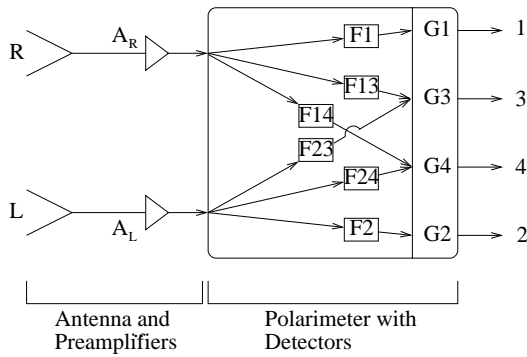 R
A_R
F1
G1
1
F13
G3
3
F14
F23
G4
4
F24
L
A_L
F2
G2
2
Antenna and
Preamplifiers
Polarimeter with
Detectors